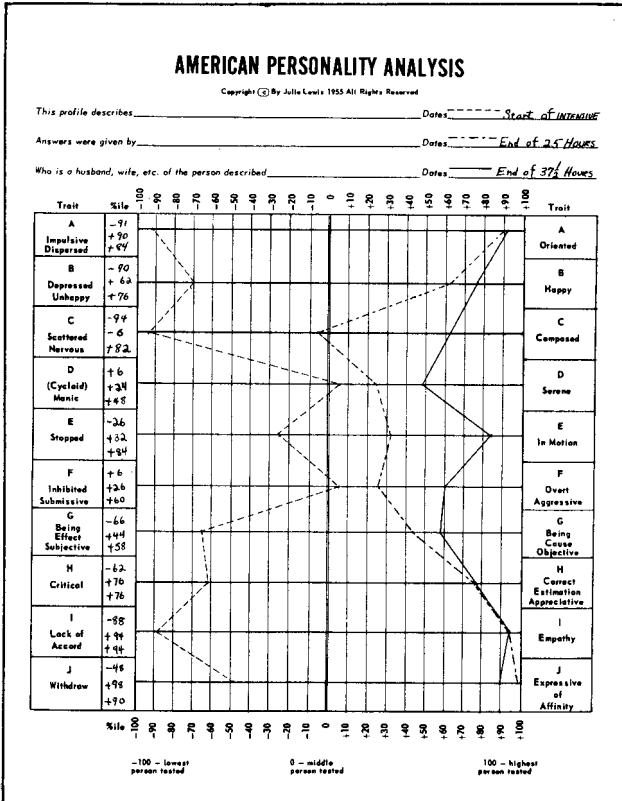 AMERICAN PERSONALITY ANALYSIS
Copyright (c) By Julia Lewis 1955 All Rights Reserved
This profile describes Dates Start of INTENSIVE
Answers were given by Dates End of 25 HOURS
Who is a husband, wife, etc. of the person described Dates End of 37½ HOURS
Trait %ile -100 -90 -80 -70 -60 -50 -40 -30 -20 -10 0 +10 +20 +30 +40 +50 +60 +70 +80 +90 +100 Trait
A -91 A
Impulsive +90 Oriented
Dispersed +84
B -90 B
Depressed +62 Happy
Unhappy +76
C -94 C
Scattered -6 Composed
Nervous +82
D +6 D
(Cycloid) +24 Serene
Manic +48
E -26 E
Stopped +32 In Motion
+84
F +6 F
Inhibited +26 Overt
Submissive +60 Aggressive
G -66 G
Being +44 Being
Effect +58 Cause
Subjective Objective
H -62 H
Critical +76 Correct
+76 Estimation
Appreciative
I -88 I
Lack of +94 Empathy
Accord +94
J -48 J
Withdraw +98 Expressive
+90 of
Affinity
%ile -100 -90 -80 -70 -60 -50 -40 -30 -20 -10 0 +10 +20 +30 +40 +50 +60 +70 +80 +90 +100
-100 - lowest 0 - middle 100 - highest
person tested person tested person tested